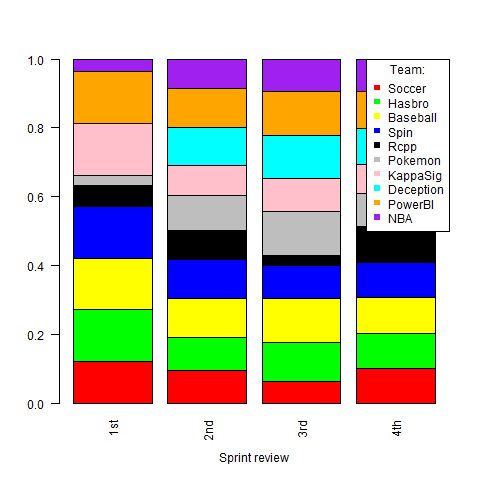 1.0
0.8
0.6
0.4
0.2
0.0
Team:
Soccer
Hasbro
Baseball
Spin
Rcpp
Pokemon
KappaSig
Deception
PowerBI
NBA
1st
2nd
3rd
4th
Sprint review